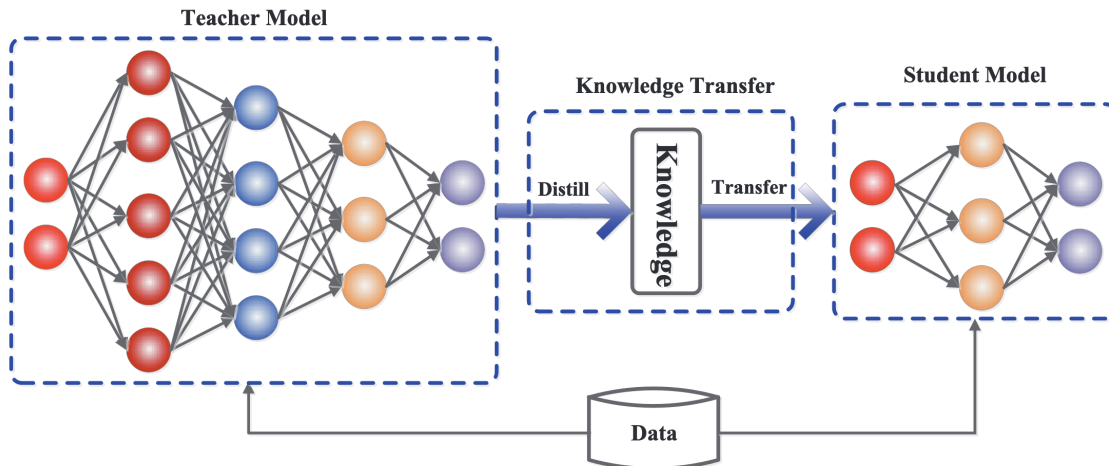 Teacher Model
Knowledge Transfer
Student Model
Distill
Knowledge
Transfer
Data